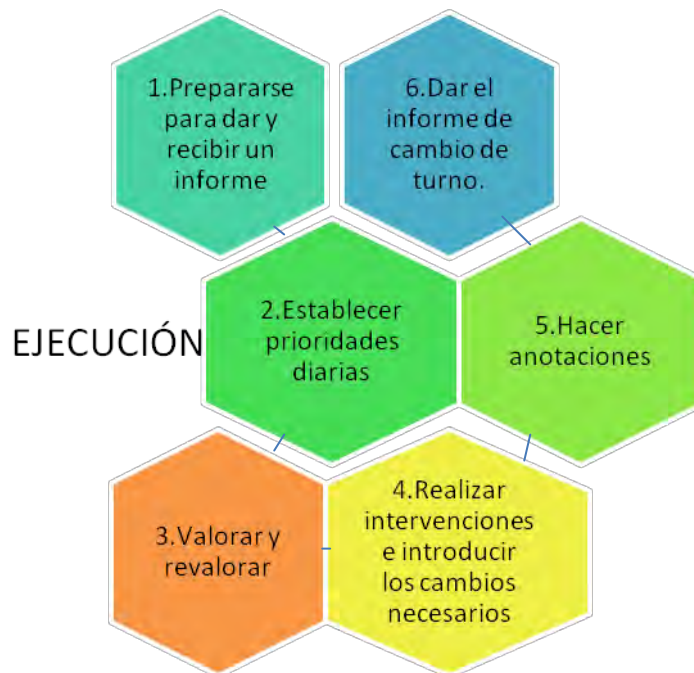 1.Prepararse
para dar y
recibir un
informe
6.Dar el
informe de
cambio de
turno.
EJECUCIÓN
2.Establecer
prioridades
diarias
5.Hacer
anotaciones
3.Valorar y
revalorar
4.Realizar
intervenciones
e introducir
los cambios
necesarios